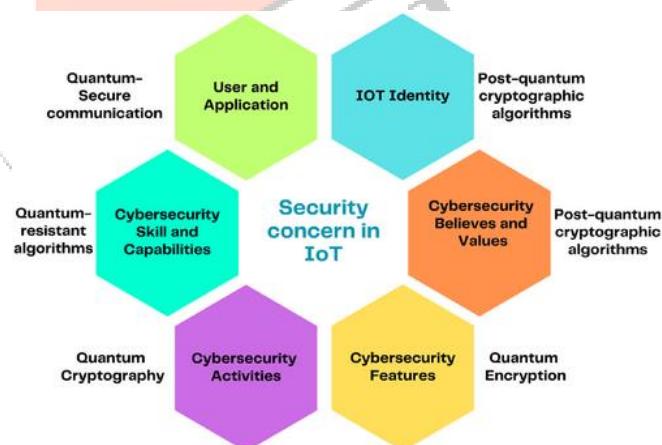 Quantum-
Secure
communication
User and
Application
IOT Identity
Post-quantum
cryptographic
algorithms
Quantum-
resistant
algorithms
Cybersecurity
Skill and
Capabilities
Security
concern in
IoT
Cybersecurity
Believes and
Values
Post-quantum
cryptographic
algorithms
Quantum
Cryptography
Cybersecurity
Activities
Cybersecurity
Features
Quantum
Encryption